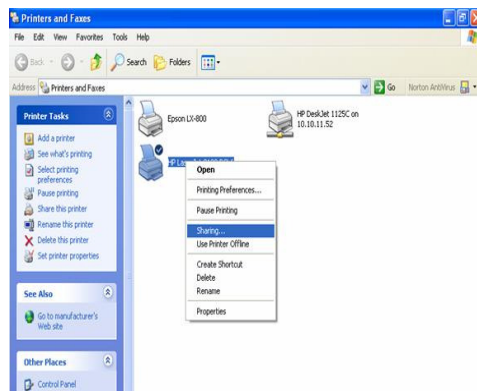 Printers and Faxes
File Edit View Favorites Tools Help
Back Search Folders
Address Printers and Faxes Go Norton AntiVirus
Printer Tasks
Add a printer
See what's printing
Select printing
preferences
Pause printing
Share this printer
Rename this printer
Delete this printer
Set printer properties
See Also
Go to manufacturer's
Web site
Other Places
Control Panel
Epson LX-800
HP DeskJet 1125C on
10.10.11.52
Open
Printing Preferences...
Pause Printing
Sharing...
Use Printer Offline
Create Shortcut
Delete
Rename
Properties